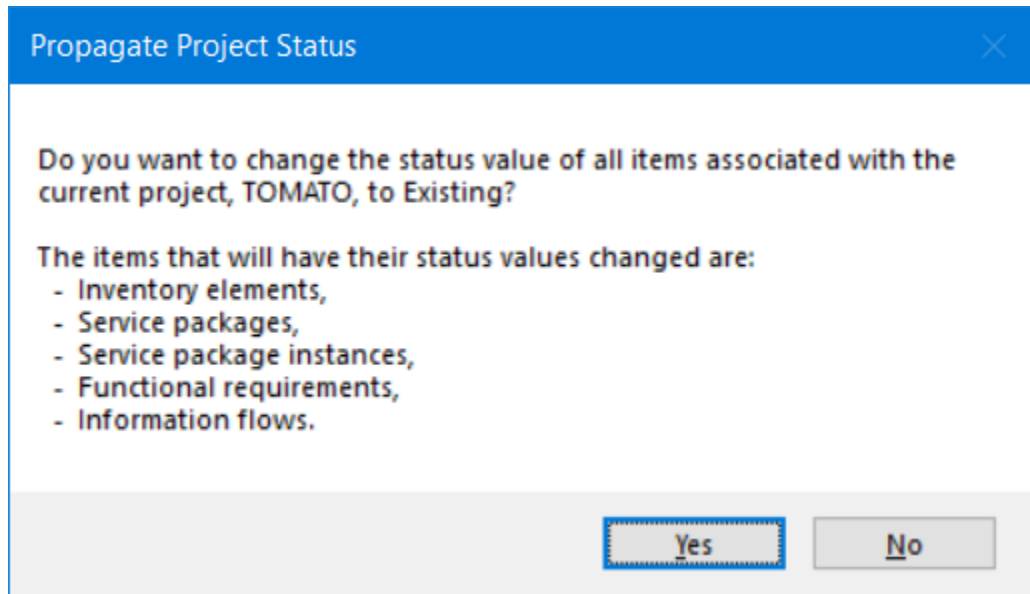 Propagate Project Status
Do you want to change the status value of all items associated with the
current project, TOMATO, to Existing?
The items that will have their status values changed are:
- Inventory elements,
- Service packages,
- Service package instances,
- Functional requirements,
- Information flows.
Yes
No